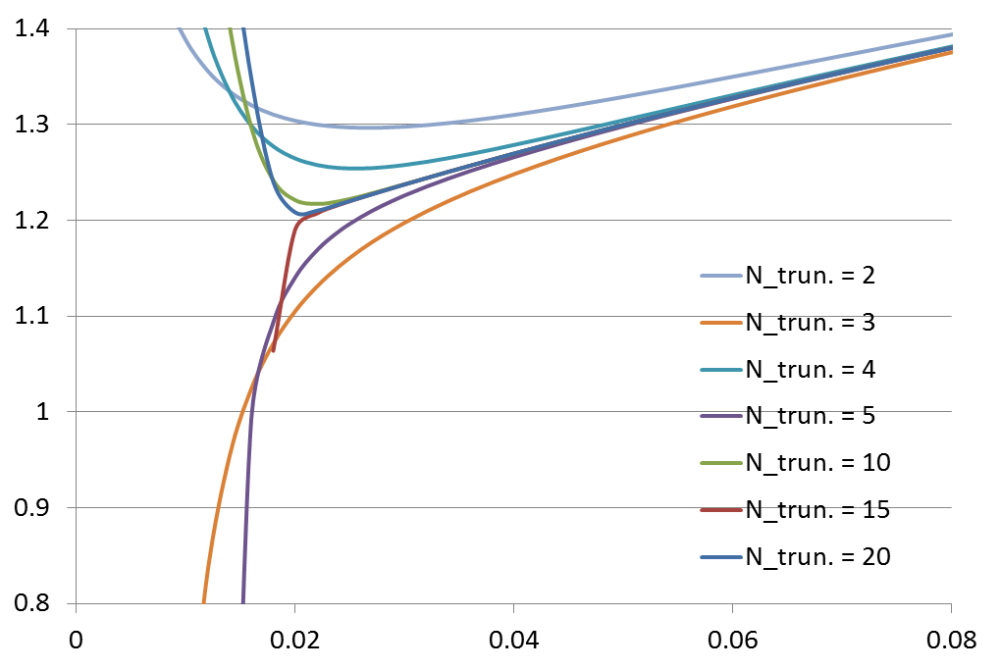 1.4
1.3
1.2
1.1
1
0.9
0.8
0
0.02
0.04
0.06
0.08
N_trun. = 2
N_trun. = 3
N_trun. = 4
N_trun. = 5
N_trun. = 10
N_trun. = 15
N_trun. = 20